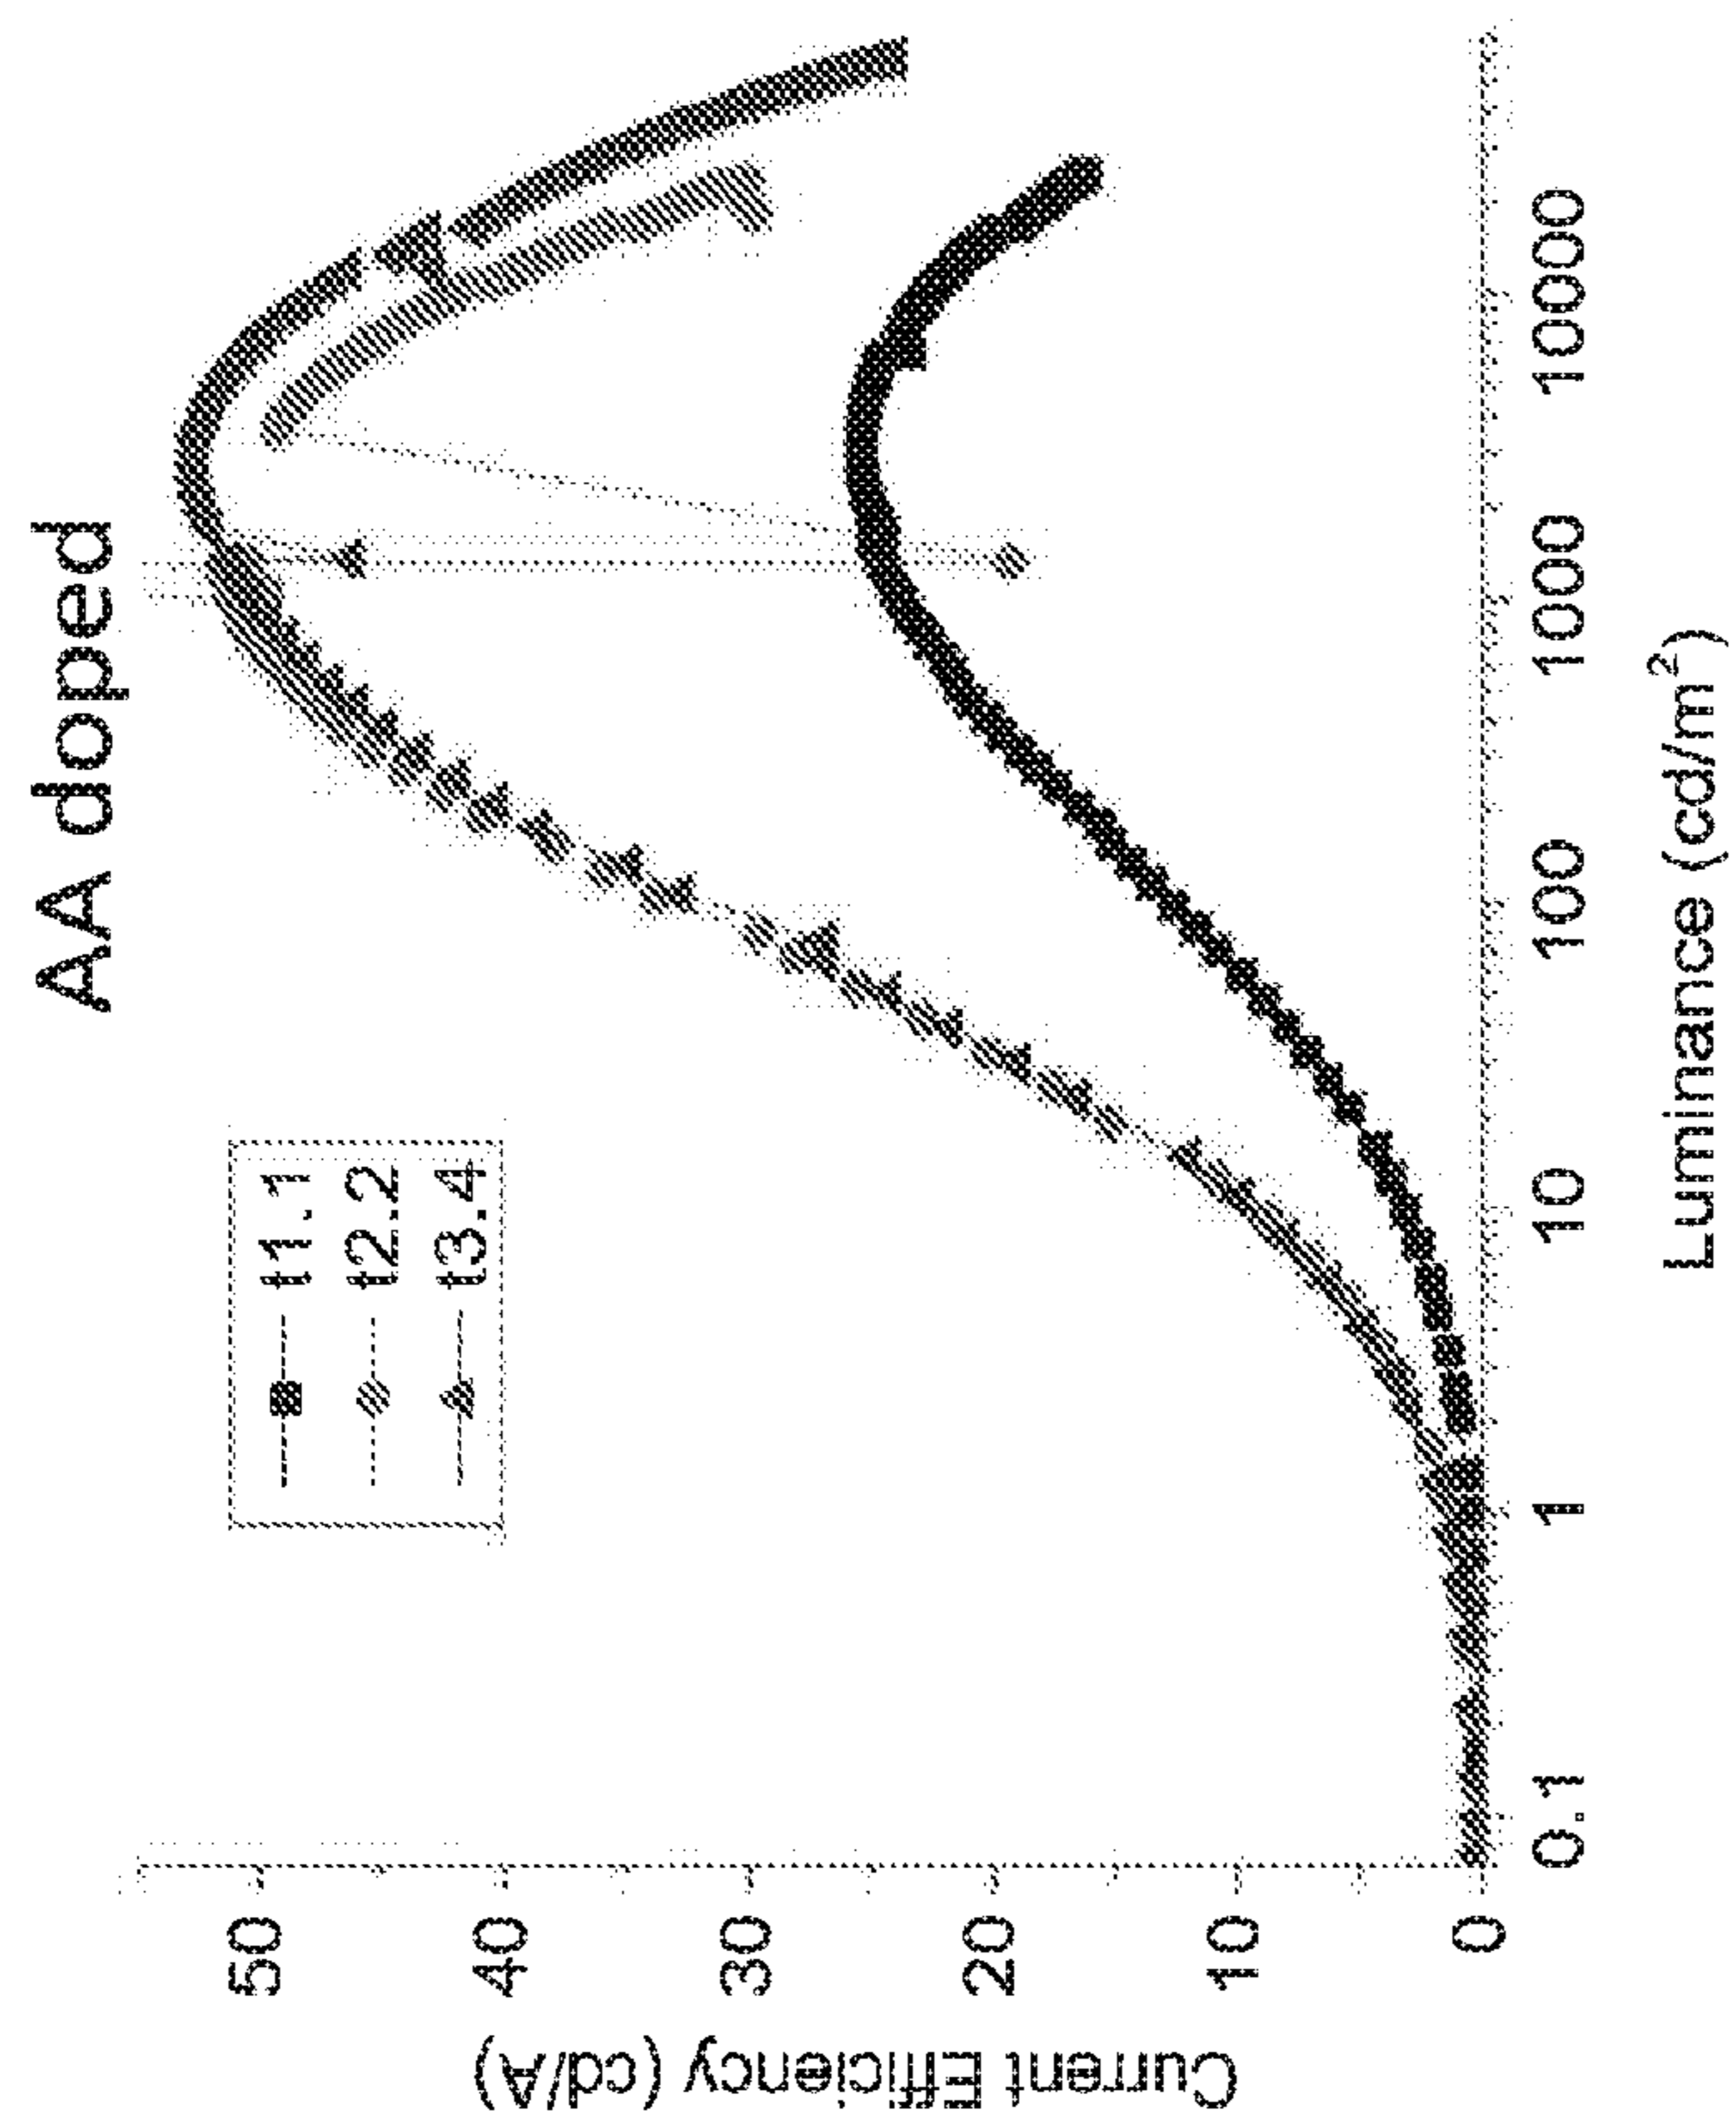 AA doped
t1.1
t2.2
t3.4
Current Efficiency (cd/A)
50
40
30
20
10
0
0.1
1
10
100
1000
10000
Luminance (cd/m²)